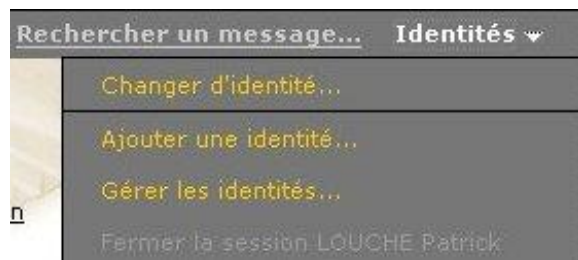 Rechercher un message... Identités
Changer d'identité...
Ajouter une identité...
Gérer les identités...
n
Fermer la session LOUCHE Patrick